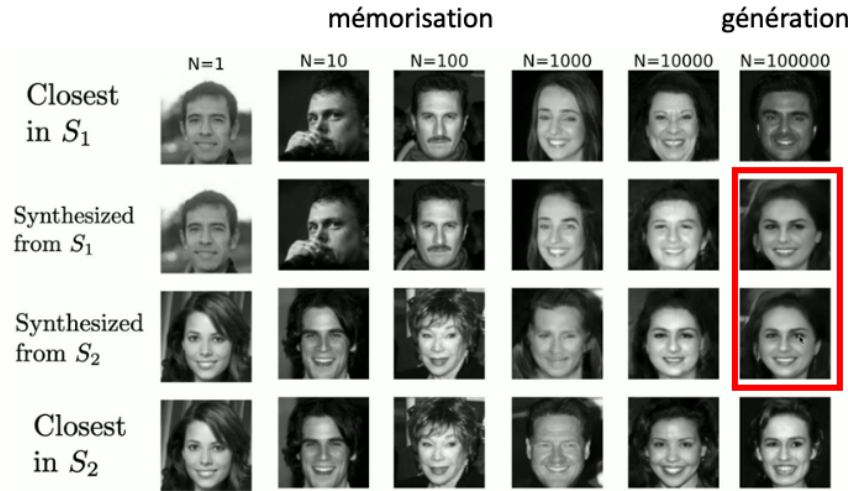 mémorisation génération
N=1 N=10 N=100 N=1000 N=10000 N=100000
Closest
in S₁
Synthesized
from S₁
Synthesized
from S₂
Closest
in S₂